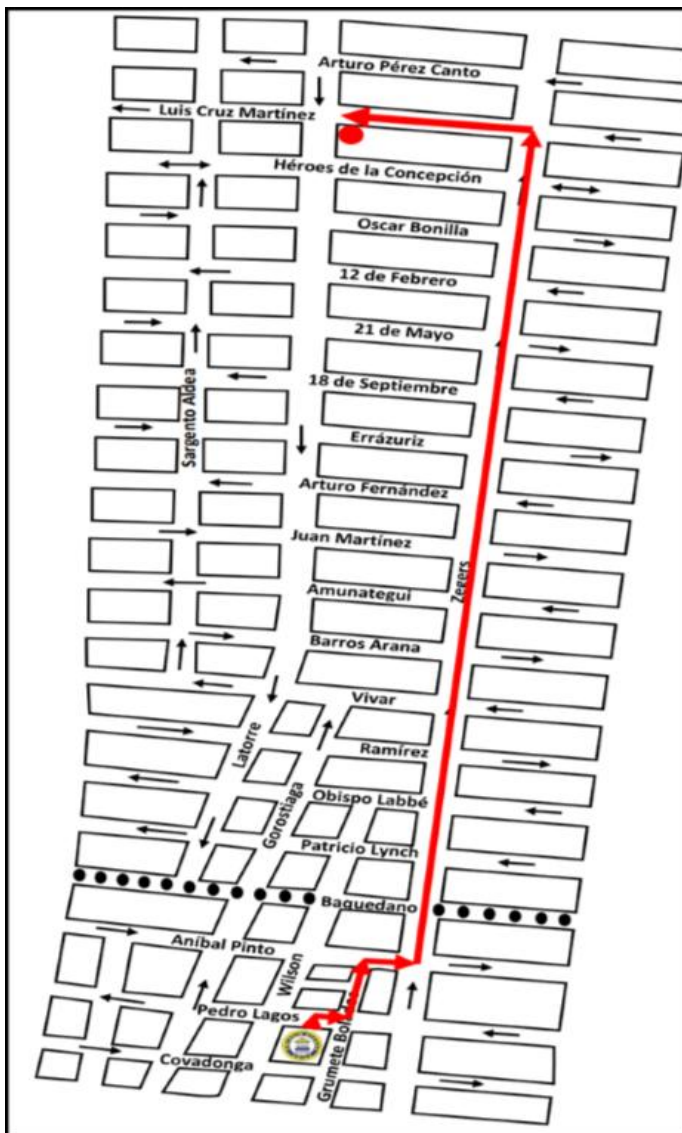 Arturo Pérez Canto
Luis Cruz Martínez
Héroes de la Concepción
Oscar Bonilla
12 de Febrero
21 de Mayo
18 de Septiembre
Sargento Aldea
Errázuriz
Arturo Fernández
Juan Martínez
Zegers
Amunategui
Barros Arana
Vivar
Latorre
Ramírez
Gorostiaga
Obispo Labbé
Patricio Lynch
Baquedano
Aníbal Pinto
Wilson
Pedro Lagos
Grumete
Covadonga